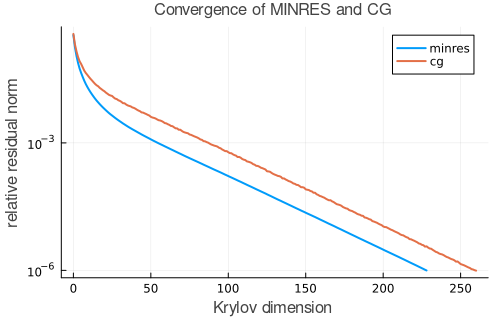 Convergence of MINRES and CG
minres
cg
relative residual norm
10⁻³
10⁻⁶
0
50
100
150
200
250
Krylov dimension